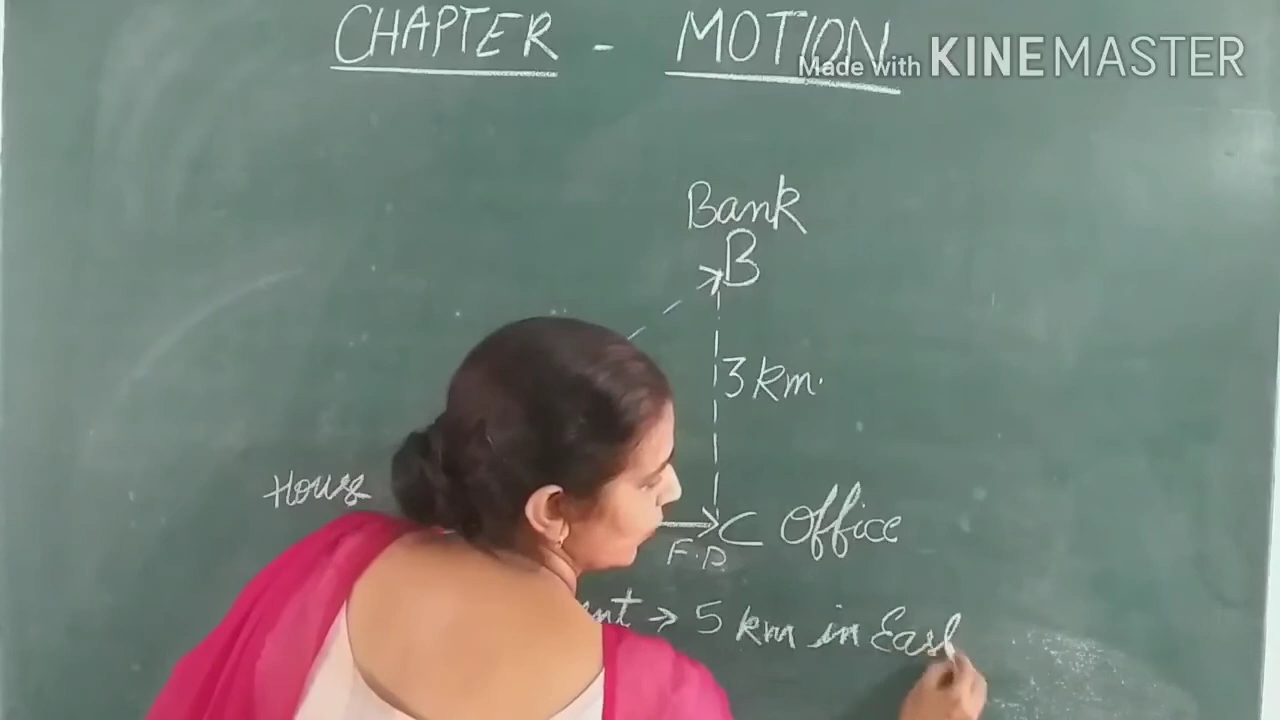 CHAPTER - MOTION
Made with KINEMASTER
Bank
B
3 km.
House
C Office
F.P.
→ 5 km in East